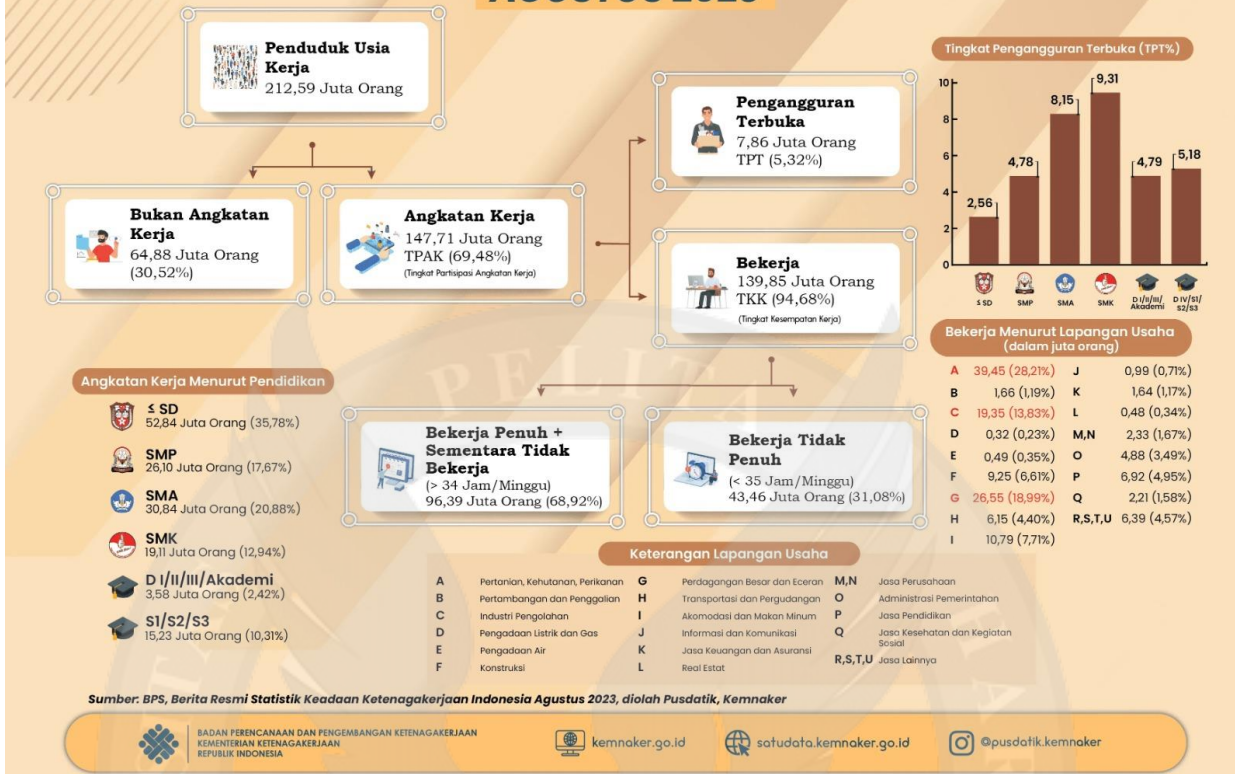 AGUSTUS 2023
Penduduk Usia
Kerja
212,59 Juta Orang
Bukan Angkatan
Kerja
64,88 Juta Orang
(30,52%)
Angkatan Kerja
147,71 Juta Orang
TPAK (69,48%)
(Tingkat Partisipasi Angkatan Kerja)
Pengangguran
Terbuka
7,86 Juta Orang
TPT (5,32%)
Bekerja
139,85 Juta Orang
TKK (94,68%)
(Tingkat Kesempatan Kerja)
Tingkat Pengangguran Terbuka (TPT%)
10
8
6
4
2
0
2,56
4,78
8,15
9,31
4,79
5,18
≤ SD
SMP
SMA
SMK
D I/II/III/
Akademi
D IV/S1/
S2/S3
Angkatan Kerja Menurut Pendidikan
≤ SD
52,84 Juta Orang (35,78%)
SMP
26,10 Juta Orang (17,67%)
SMA
30,84 Juta Orang (20,88%)
SMK
19,11 Juta Orang (12,94%)
D I/II/III/Akademi
3,58 Juta Orang (2,42%)
S1/S2/S3
15,23 Juta Orang (10,31%)
Bekerja Penuh +
Sementara Tidak
Bekerja
(> 34 Jam/Minggu)
96,39 Juta Orang (68,92%)
Bekerja Tidak
Penuh
(< 35 Jam/Minggu)
43,46 Juta Orang (31,08%)
Bekerja Menurut Lapangan Usaha
(dalam juta orang)
A 39,45 (28,21%) J 0,99 (0,71%)
B 1,66 (1,19%) K 1,64 (1,17%)
C 19,35 (13,83%) L 0,48 (0,34%)
D 0,32 (0,23%) M,N 2,33 (1,67%)
E 0,49 (0,35%) O 4,88 (3,49%)
F 9,25 (6,61%) P 6,92 (4,95%)
G 26,55 (18,99%) Q 2,21 (1,58%)
H 6,15 (4,40%) R,S,T,U 6,39 (4,57%)
I 10,79 (7,71%)
Keterangan Lapangan Usaha
A Pertanian, Kehutanan, Perikanan
B Pertambangan dan Penggalian
C Industri Pengolahan
D Pengadaan Listrik dan Gas
E Pengadaan Air
F Konstruksi
G Perdagangan Besar dan Eceran
H Transportasi dan Pergudangan
I Akomodasi dan Makan Minum
J Informasi dan Komunikasi
K Jasa Keuangan dan Asuransi
L Real Estat
M,N Jasa Perusahaan
O Administrasi Pemerintahan
P Jasa Pendidikan
Q Jasa Kesehatan dan Kegiatan
Sosial
R,S,T,U Jasa Lainnya
PELITA
Sumber: BPS, Berita Resmi Statistik Keadaan Ketenagakerjaan Indonesia Agustus 2023, diolah Pusdatik, Kemnaker
BADAN PERENCANAAN DAN PENGEMBANGAN KETENAGAKERJAAN
KEMENTERIAN KETENAGAKERJAAN
REPUBLIK INDONESIA
kemnaker.go.id
satudata.kemnaker.go.id
@pusdatik.kemnaker